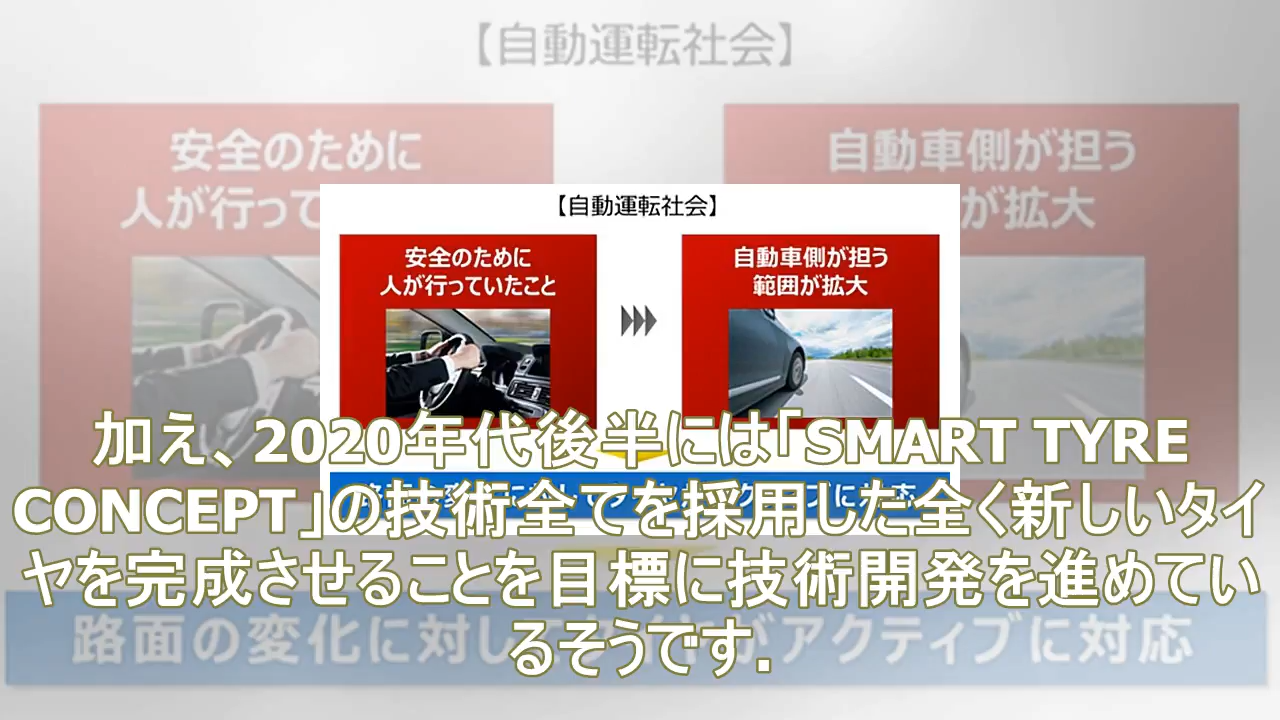 【自動運転社会】
安全のために
人が行って
自動車側が担う
が拡大
【自動運転社会】
安全のために
人が行っていたこと
自動車側が担う
範囲が拡大
加え、2020年代後半には「SMART TYRE
CONCEPT」の技術全てを採用した全く新しいタイ
ヤを完成させることを目標に技術開発を進めてい
るそうです.
路面の変化に対し
がアクティブに対応